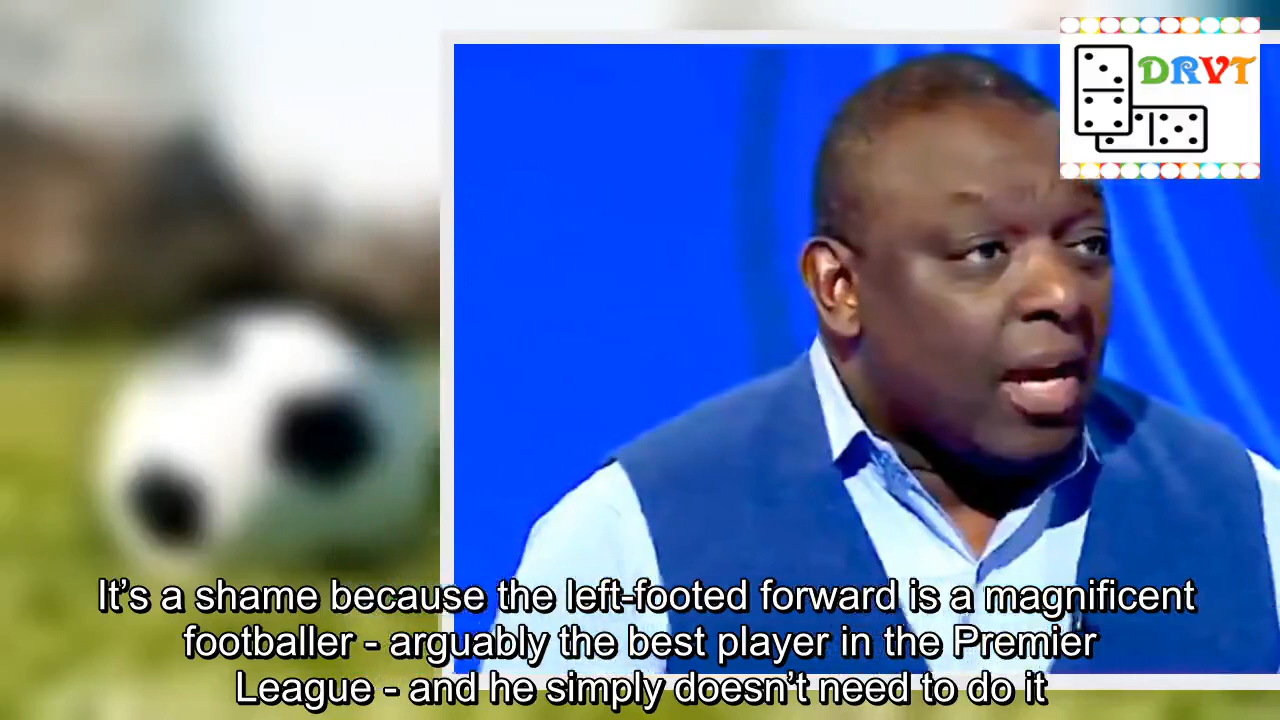 DRVT
It’s a shame because the left-footed forward is a magnificent
footballer - arguably the best player in the Premier
League - and he simply doesn’t need to do it